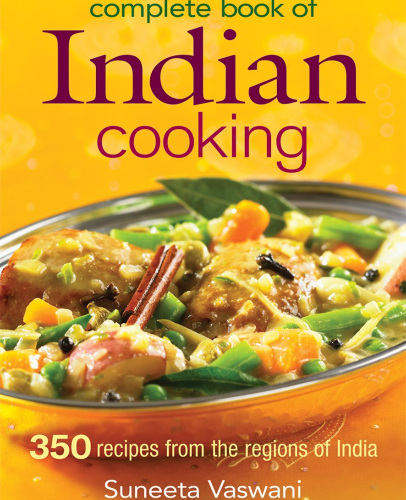 complete book of
Indian
cooking
350 recipes from the regions of India
Suneeta Vaswani